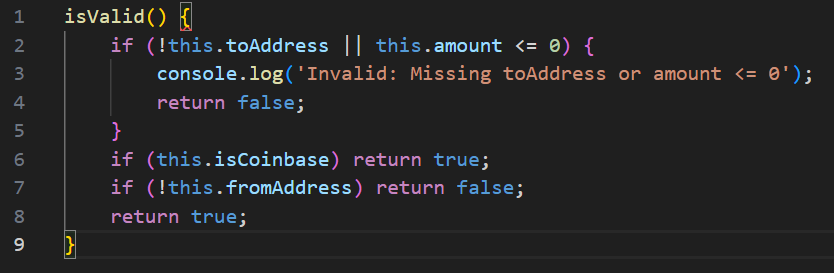 1 isValid() {
2     if (!this.toAddress || this.amount <= 0) {
3         console.log('Invalid: Missing toAddress or amount <= 0');
4         return false;
5     }
6     if (this.isCoinbase) return true;
7     if (!this.fromAddress) return false;
8     return true;
9 }